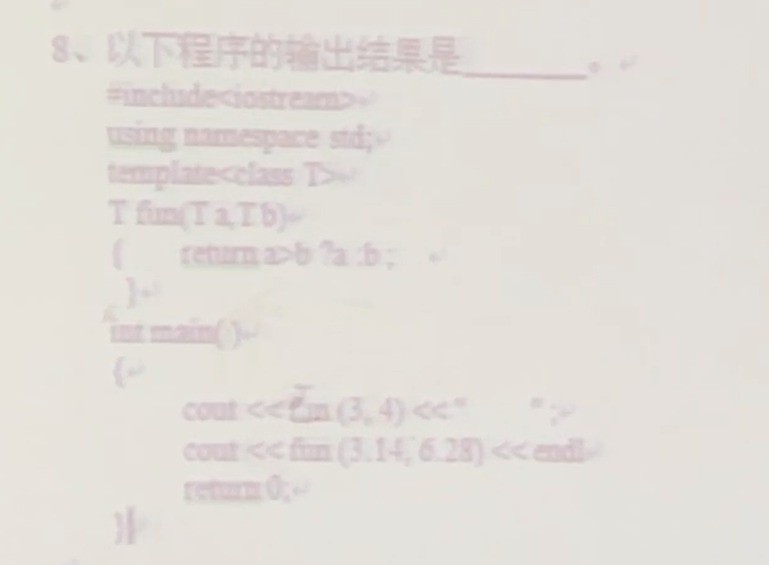 8、以下程序的输出结果是______。
#include<iostream>
using namespace std;
template<class T>
T fun(T a,T b)
{ return a>b ?a :b ;
}
int main()
{
cout <<fun (3, 4) <<" " ;
cout << fun (3.14, 6.28) << endl
return 0;
}